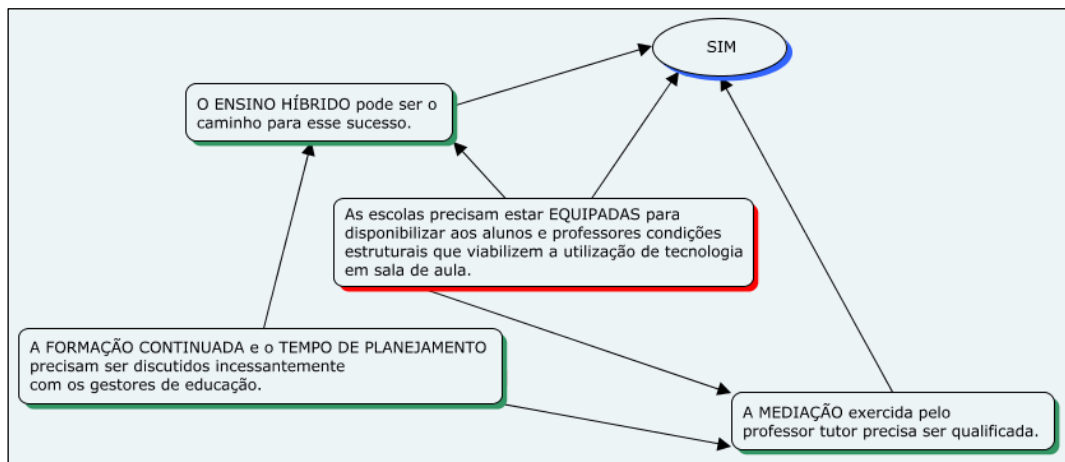 SIM
O ENSINO HÍBRIDO pode ser o
caminho para esse sucesso.
As escolas precisam estar EQUIPADAS para
disponibilizar aos alunos e professores condições
estruturais que viabilizem a utilização de tecnologia
em sala de aula.
A FORMAÇÃO CONTINUADA e o TEMPO DE PLANEJAMENTO
precisam ser discutidos incessantemente
com os gestores de educação.
A MEDIAÇÃO exercida pelo
professor tutor precisa ser qualificada.